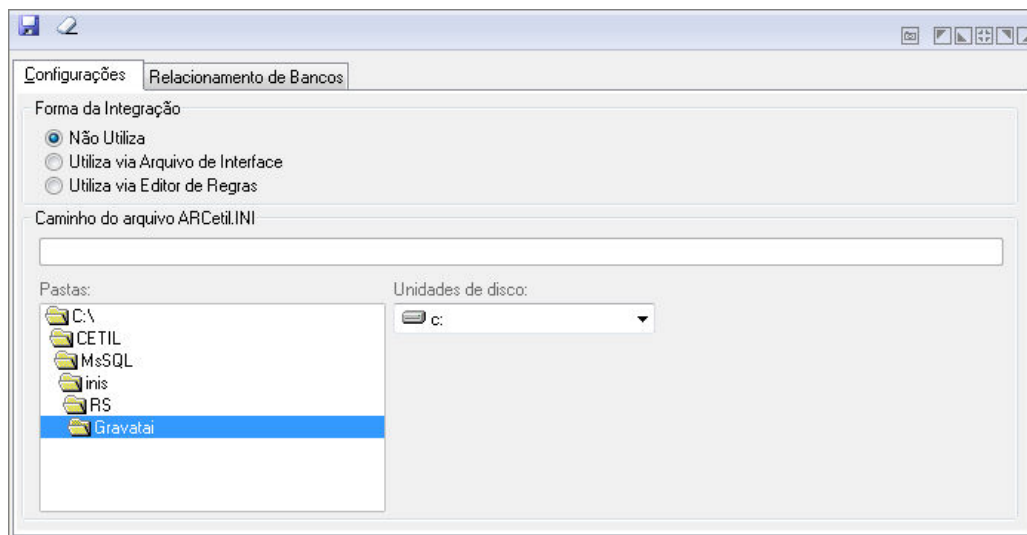 Configurações
Relacionamento de Bancos
Forma da Integração
Não Utiliza
Utiliza via Arquivo de Interface
Utiliza via Editor de Regras
Caminho do arquivo ARCetil.INI
Pastas:
Unidades de disco:
C:\
c:
CETIL
MsSQL
inis
RS
Gravatai